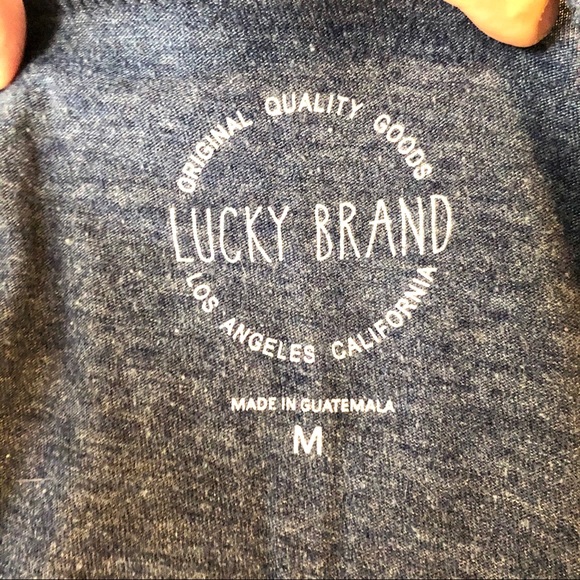 ORIGINAL QUALITY GOODS
LUCKY BRAND
LOS ANGELES CALIFORNIA
MADE IN GUATEMALA
M